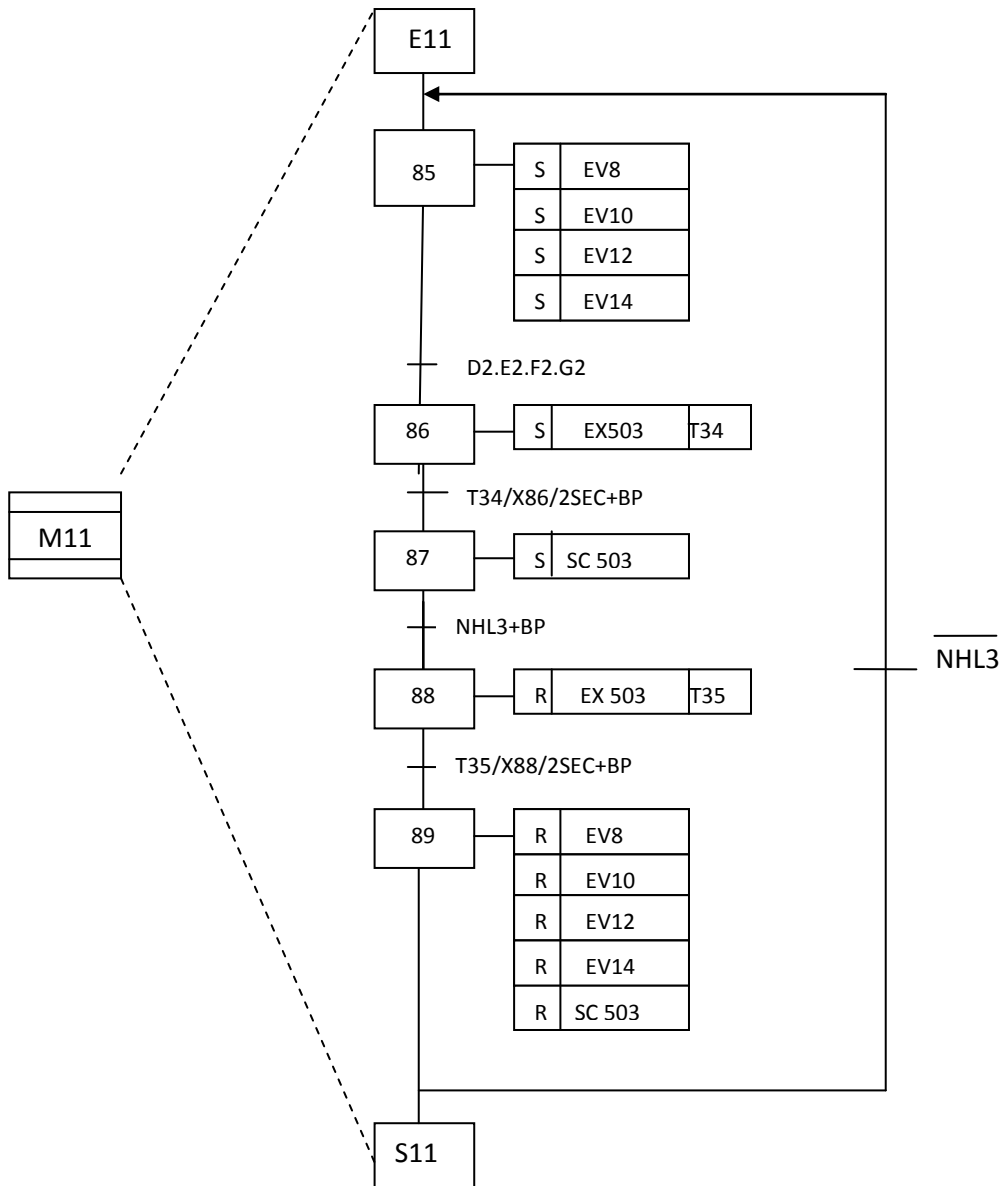 E11
85
S EV8
S EV10
S EV12
S EV14
D2.E2.F2.G2
86
S EX503 T34
T34/X86/2SEC+BP
M11
87
S SC 503
NHL3+BP
NHL3
88
R EX 503 T35
T35/X88/2SEC+BP
89
R EV8
R EV10
R EV12
R EV14
R SC 503
S11